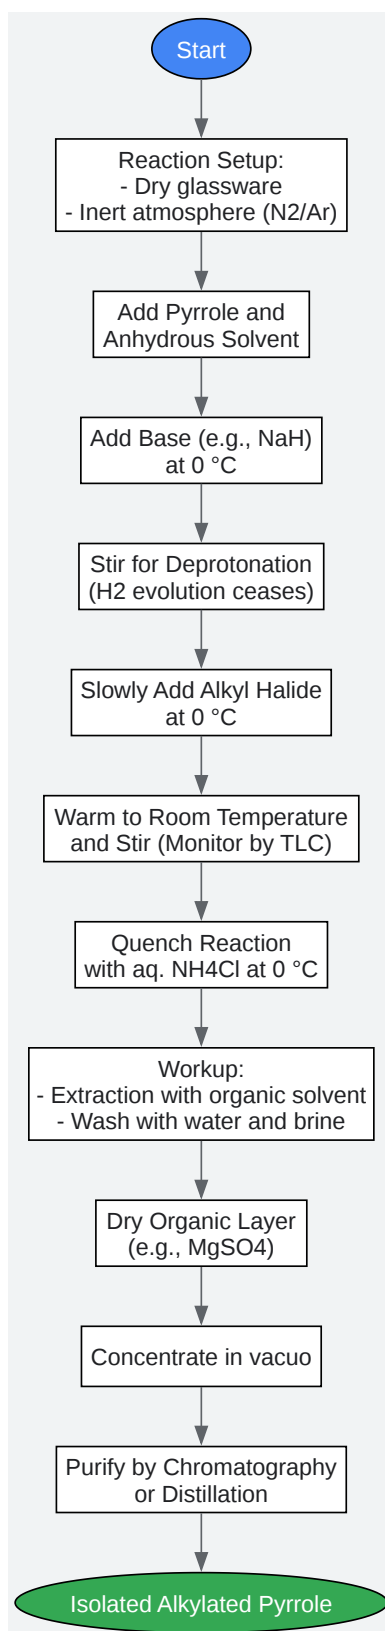 Start
Reaction Setup:
- Dry glassware
- Inert atmosphere (N2/Ar)
Add Pyrrole and
Anhydrous Solvent
Add Base (e.g., NaH)
at 0 °C
Stir for Deprotonation
(H2 evolution ceases)
Slowly Add Alkyl Halide
at 0 °C
Warm to Room Temperature
and Stir (Monitor by TLC)
Quench Reaction
with aq. NH4Cl at 0 °C
Workup:
- Extraction with organic solvent
- Wash with water and brine
Dry Organic Layer
(e.g., MgSO4)
Concentrate in vacuo
Purify by Chromatography
or Distillation
Isolated Alkylated Pyrrole